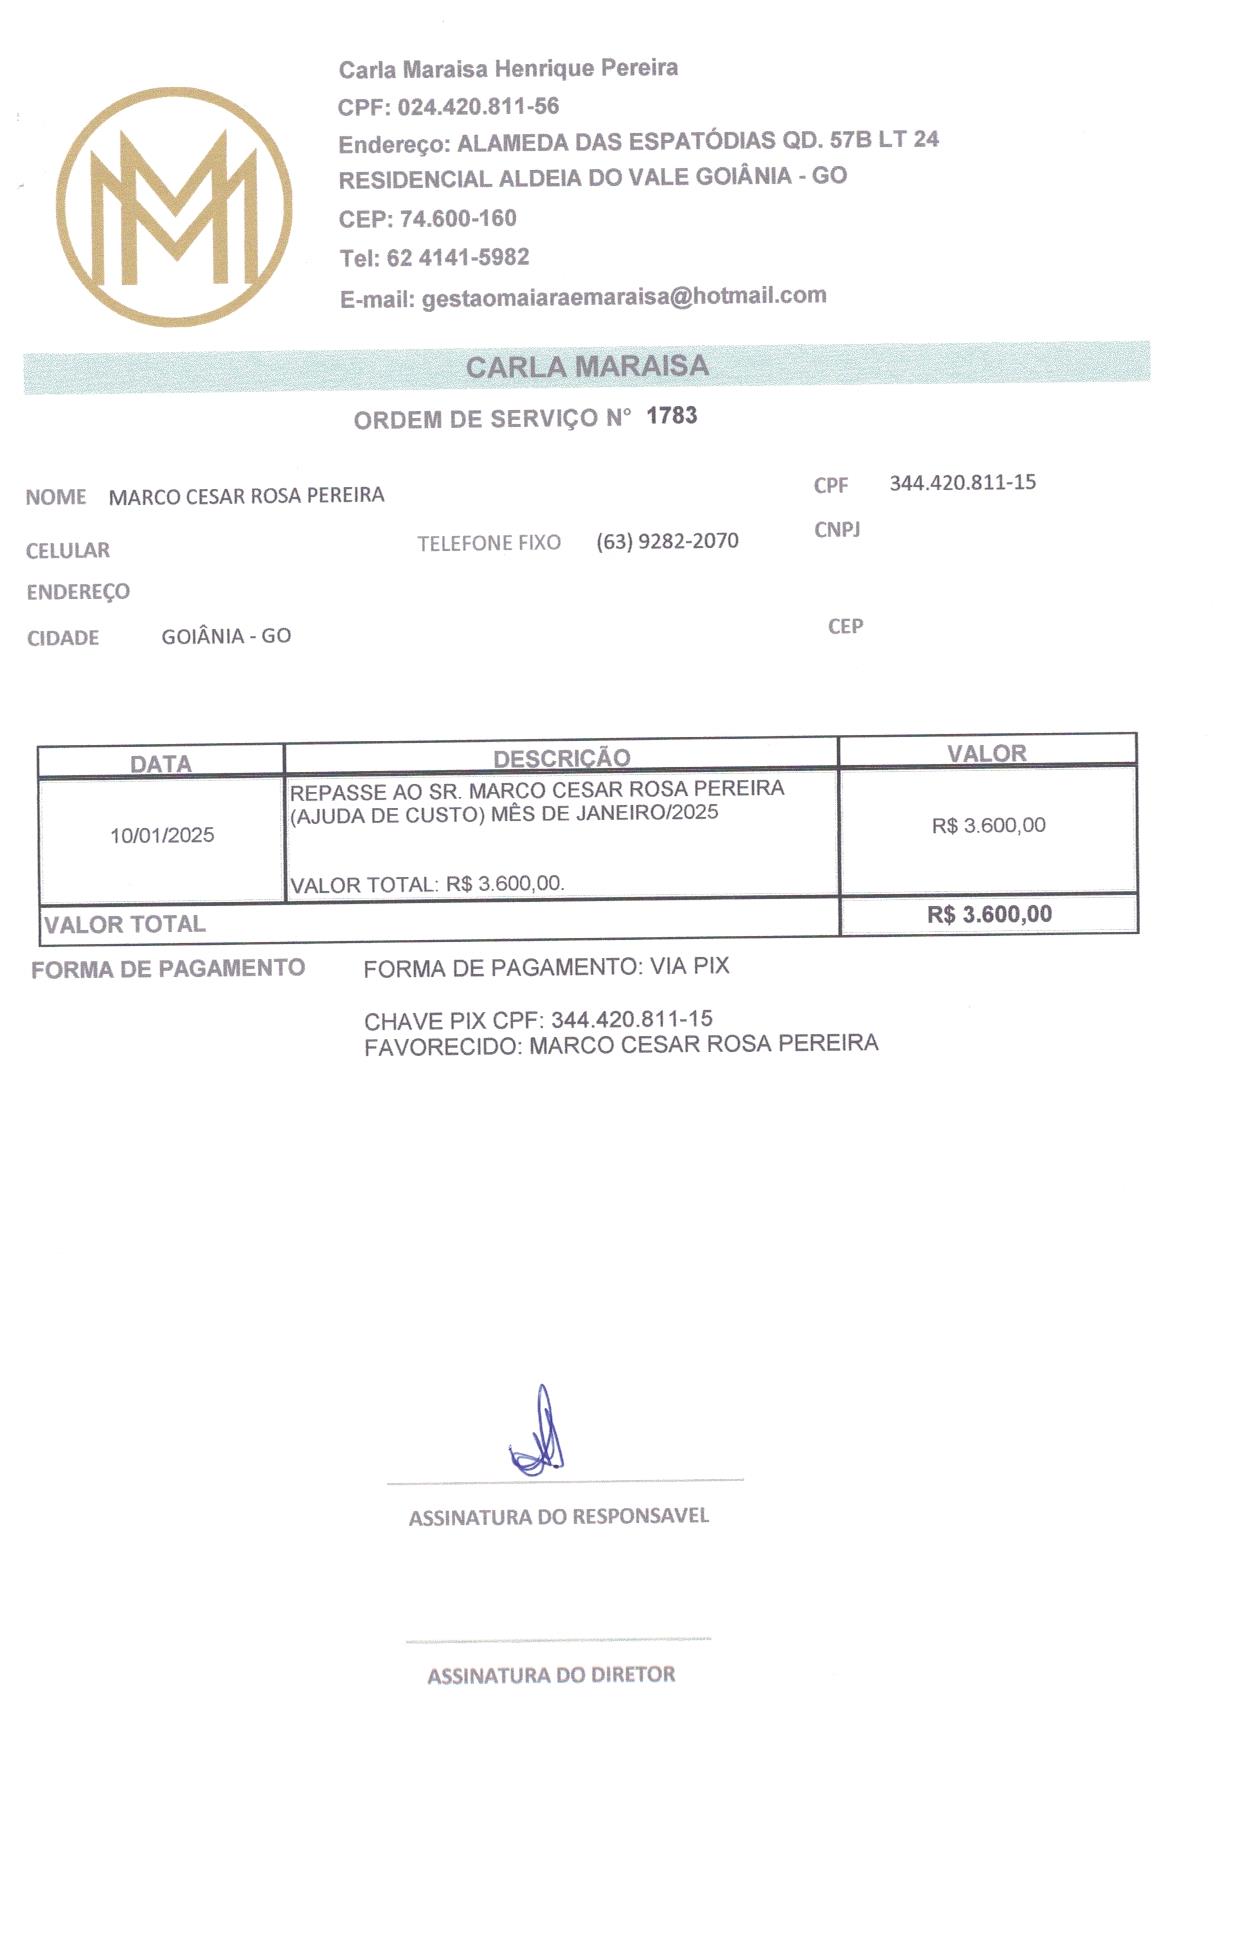 Carla Maraisa Henrique Pereira
CPF: 024.420.811-56
Endereço: ALAMEDA DAS ESPATÓDIAS QD. 57B LT 24
RESIDENCIAL ALDEIA DO VALE GOIÂNIA - GO
CEP: 74.600-160
Tel: 62 4141-5982
E-mail: gestaomaiaraemaraisa@hotmail.com
MM
CARLA MARAISA
ORDEM DE SERVIÇO N° 1783
NOME MARCO CESAR ROSA PEREIRA CPF 344.420.811-15
CELULAR TELEFONE FIXO (63) 9282-2070 CNPJ
ENDEREÇO
CIDADE GOIÂNIA - GO CEP
DATA DESCRIÇÃO VALOR
REPASSE AO SR. MARCO CESAR ROSA PEREIRA
(AJUDA DE CUSTO) MÊS DE JANEIRO/2025
10/01/2025 R$ 3.600,00
VALOR TOTAL: R$ 3.600,00.
VALOR TOTAL R$ 3.600,00
FORMA DE PAGAMENTO FORMA DE PAGAMENTO: VIA PIX
CHAVE PIX CPF: 344.420.811-15
FAVORECIDO: MARCO CESAR ROSA PEREIRA
ASSINATURA DO RESPONSAVEL
ASSINATURA DO DIRETOR